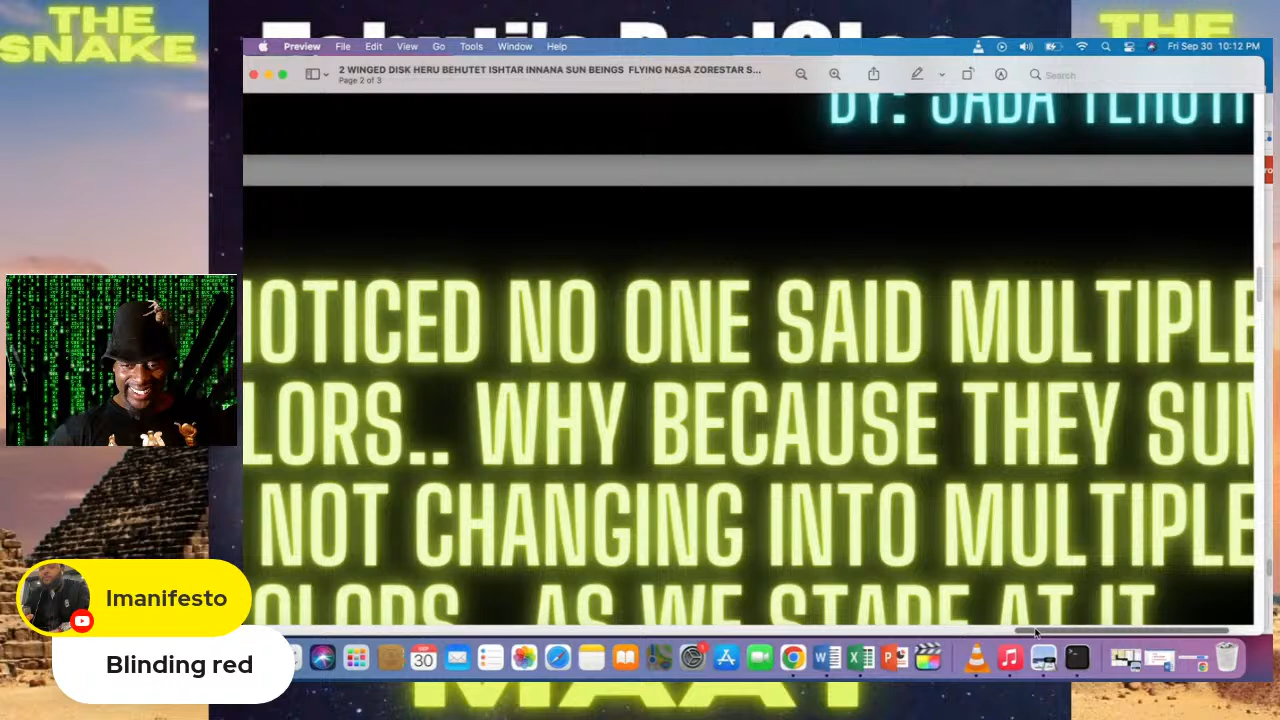 THE
SNAKE
THE
Preview File Edit View Go Tools Window Help
Fri Sep 30 10:12 PM
2 WINGED DISK HERU BEHUTET ISHTAR INNANA SUN BEINGS FLYING NASA ZORESTAR S...
Page 2 of 3
Search
BY: SABA TEHUTI
NOTICED NO ONE SAID MULTIPLE
LORS.. WHY BECAUSE THEY SUN
NOT CHANGING INTO MULTIPLE
OLORS.. AS WE STARE AT IT
Imanifesto
Blinding red
SEP
30
MAAT